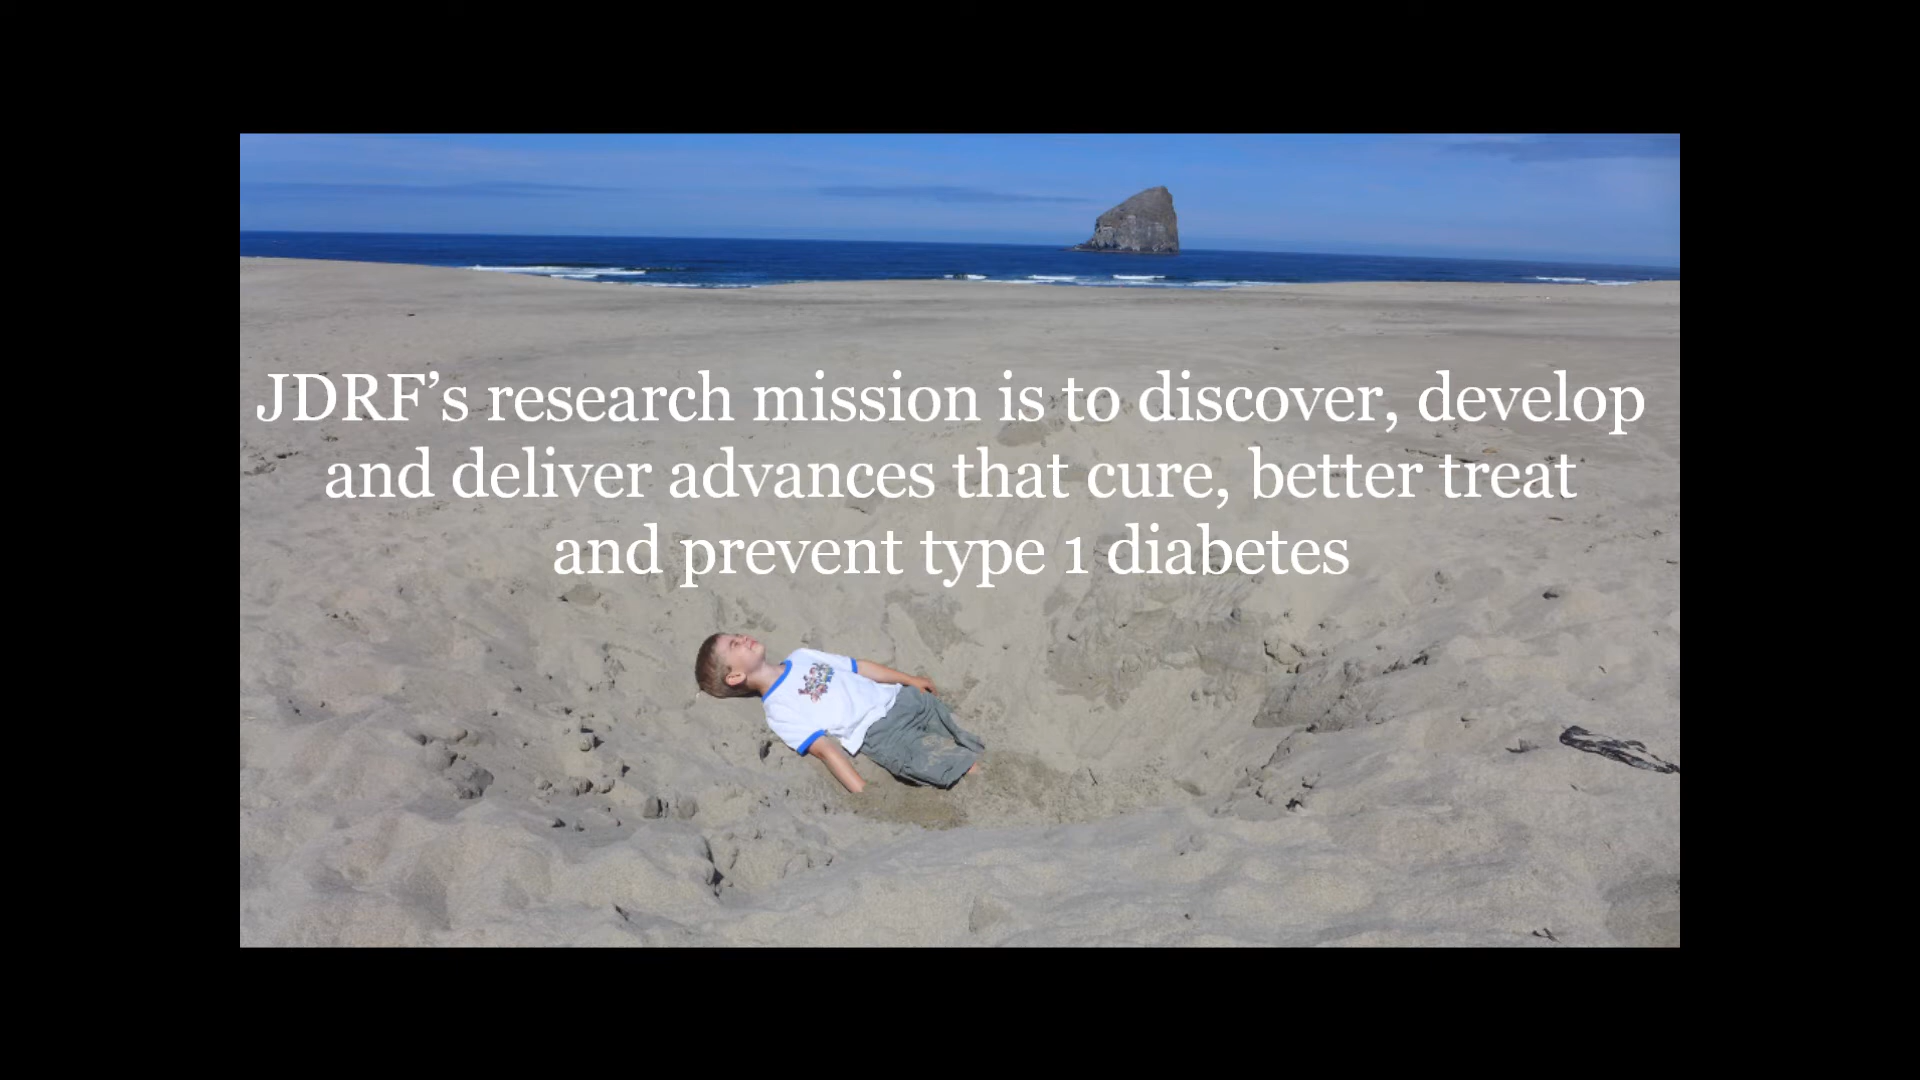 JDRF’s research mission is to discover, develop
and deliver advances that cure, better treat
and prevent type 1 diabetes